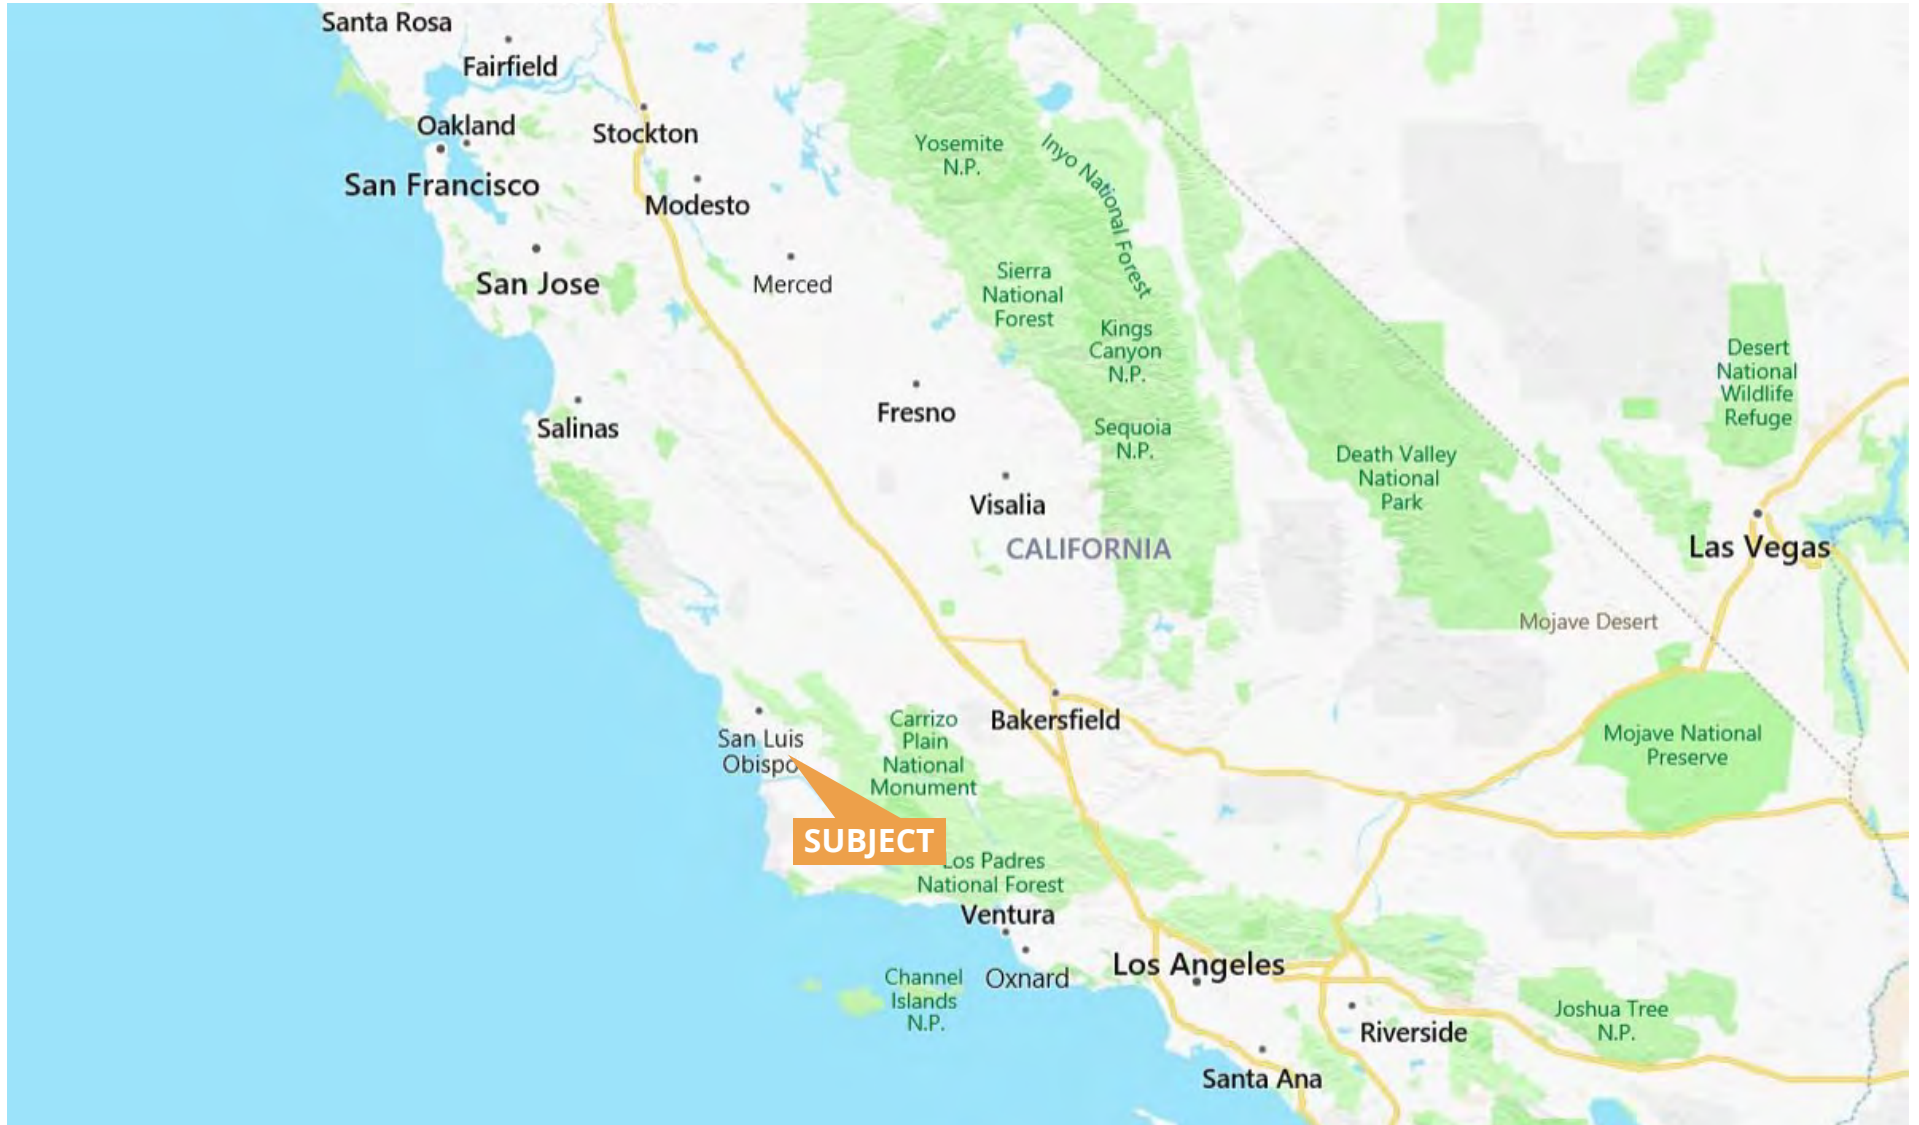 Santa Rosa
Fairfield
Oakland
San Francisco
Stockton
Modesto
San Jose
Merced
Yosemite
N.P.
Inyo National Forest
Sierra
National
Forest
Kings
Canyon
N.P.
Salinas
Fresno
Sequoia
N.P.
Visalia
CALIFORNIA
Death Valley
National
Park
Desert
National
Wildlife
Refuge
Las Vegas
Mojave Desert
San Luis
Obispo
Carrizo
Plain
National
Monument
Bakersfield
Mojave National
Preserve
SUBJECT
Los Padres
National Forest
Ventura
Channel
Islands
N.P.
Oxnard
Los Angeles
Riverside
Joshua Tree
N.P.
Santa Ana